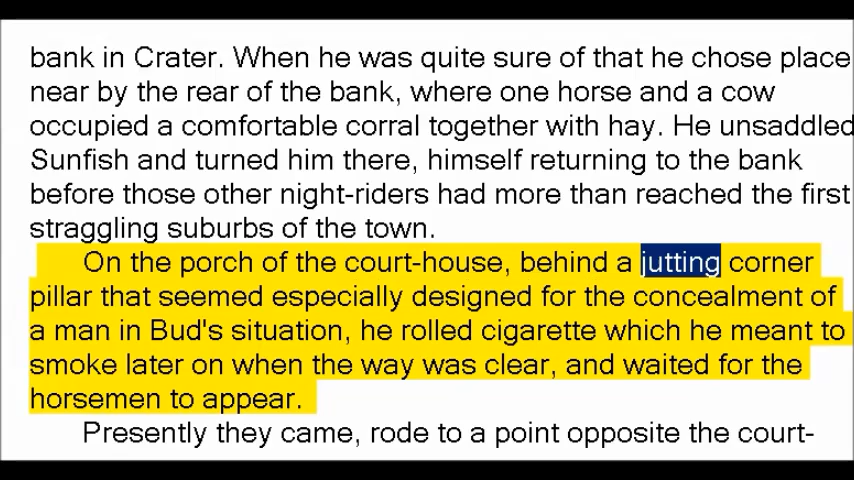 bank in Crater. When he was quite sure of that he chose place
near by the rear of the bank, where one horse and a cow
occupied a comfortable corral together with hay. He unsaddled
Sunfish and turned him there, himself returning to the bank
before those other night-riders had more than reached the first
straggling suburbs of the town.
On the porch of the court-house, behind a jutting corner
pillar that seemed especially designed for the concealment of
a man in Bud's situation, he rolled cigarette which he meant to
smoke later on when the way was clear, and waited for the
horsemen to appear.
Presently they came, rode to a point opposite the court-